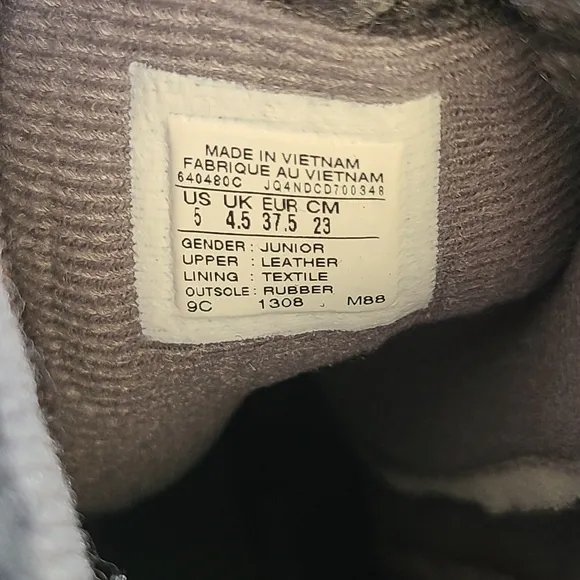 MADE IN VIETNAM
FABRIQUE AU VIETNAM
640480C JQ4NDCD700348
US UK EUR CM
5 4.5 37.5 23
GENDER : JUNIOR
UPPER : LEATHER
LINING : TEXTILE
OUTSOLE : RUBBER
9C 1308 M88